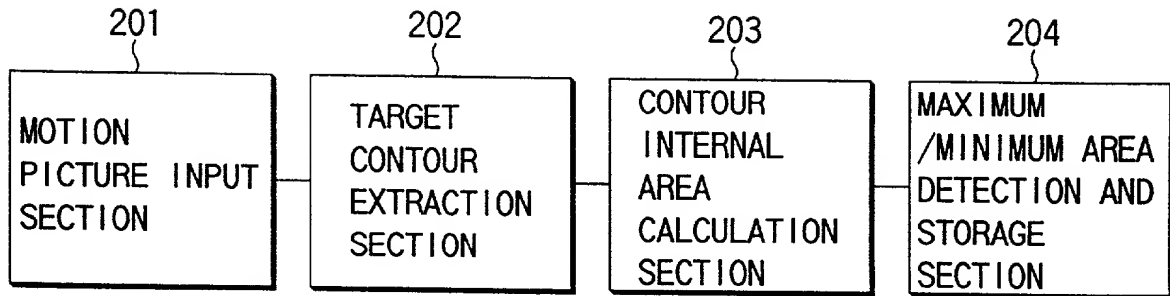 201
202
203
204
MOTION
PICTURE INPUT
SECTION
TARGET
CONTOUR
EXTRACTION
SECTION
CONTOUR
INTERNAL
AREA
CALCULATION
SECTION
MAXIMUM
/MINIMUM AREA
DETECTION AND
STORAGE
SECTION